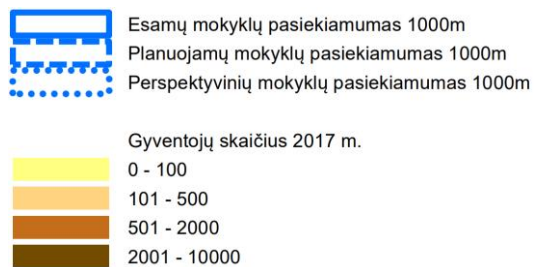 Esamų mokyklų pasiekiamumas 1000m
Planuojamų mokyklų pasiekiamumas 1000m
Perspektyvinių mokyklų pasiekiamumas 1000m
Gyventojų skaičius 2017 m.
0 - 100
101 - 500
501 - 2000
2001 - 10000